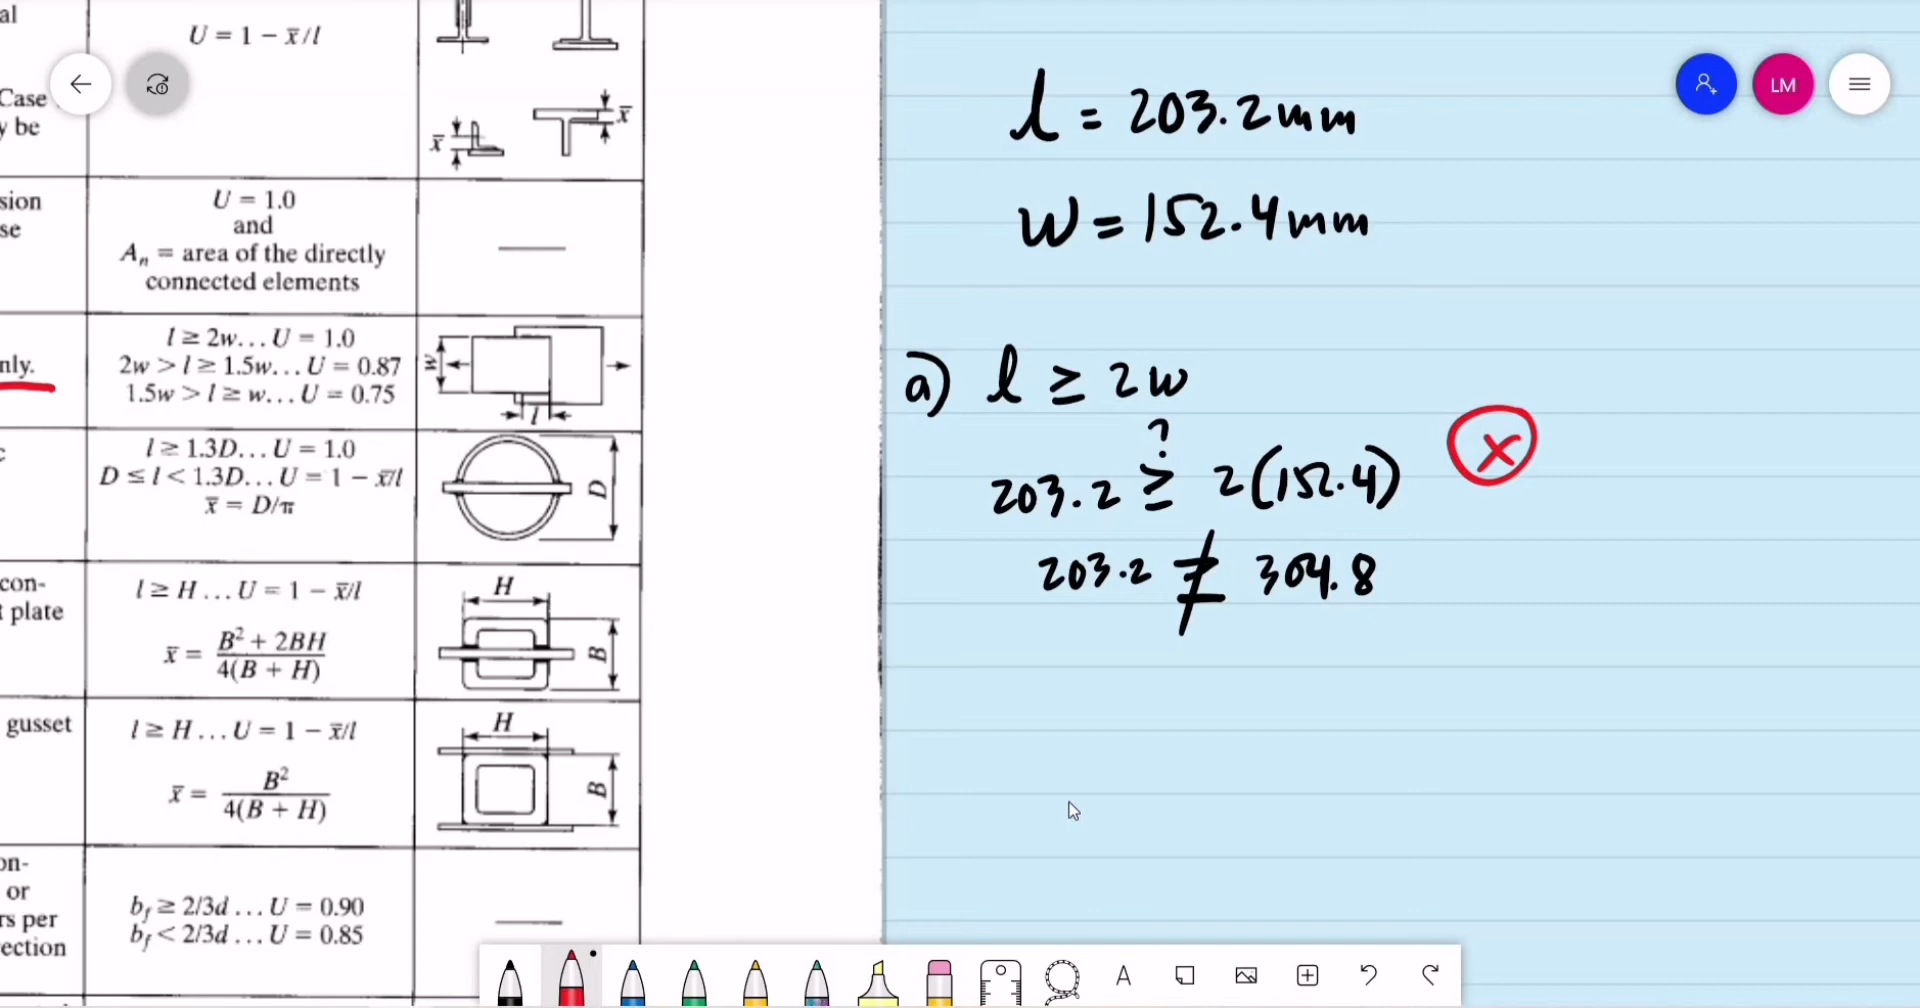 al
U = 1 − x̄/l
Case
y be
x̄
x̄
sion
se
U = 1.0
and
Aₙ = area of the directly
connected elements
nly.
l ≥ 2w... U = 1.0
2w > l ≥ 1.5w... U = 0.87
1.5w > l ≥ w... U = 0.75
w
l
c
l ≥ 1.3D... U = 1.0
D ≤ l < 1.3D... U = 1 − x̄/l
x̄ = D/π
D
con-
t plate
l ≥ H... U = 1 − x̄/l
x̄ = B² + 2BH / 4(B + H)
H
B
gusset
l ≥ H... U = 1 − x̄/l
x̄ = B² / 4(B + H)
H
B
on-
or
rs per
ection
b_f ≥ 2/3d... U = 0.90
b_f < 2/3d... U = 0.85
l = 203.2mm
w = 152.4mm
a) l ≥ 2w
?
203.2 ≥ 2(152.4)
X
203.2 ≱ 304.8
LM
A